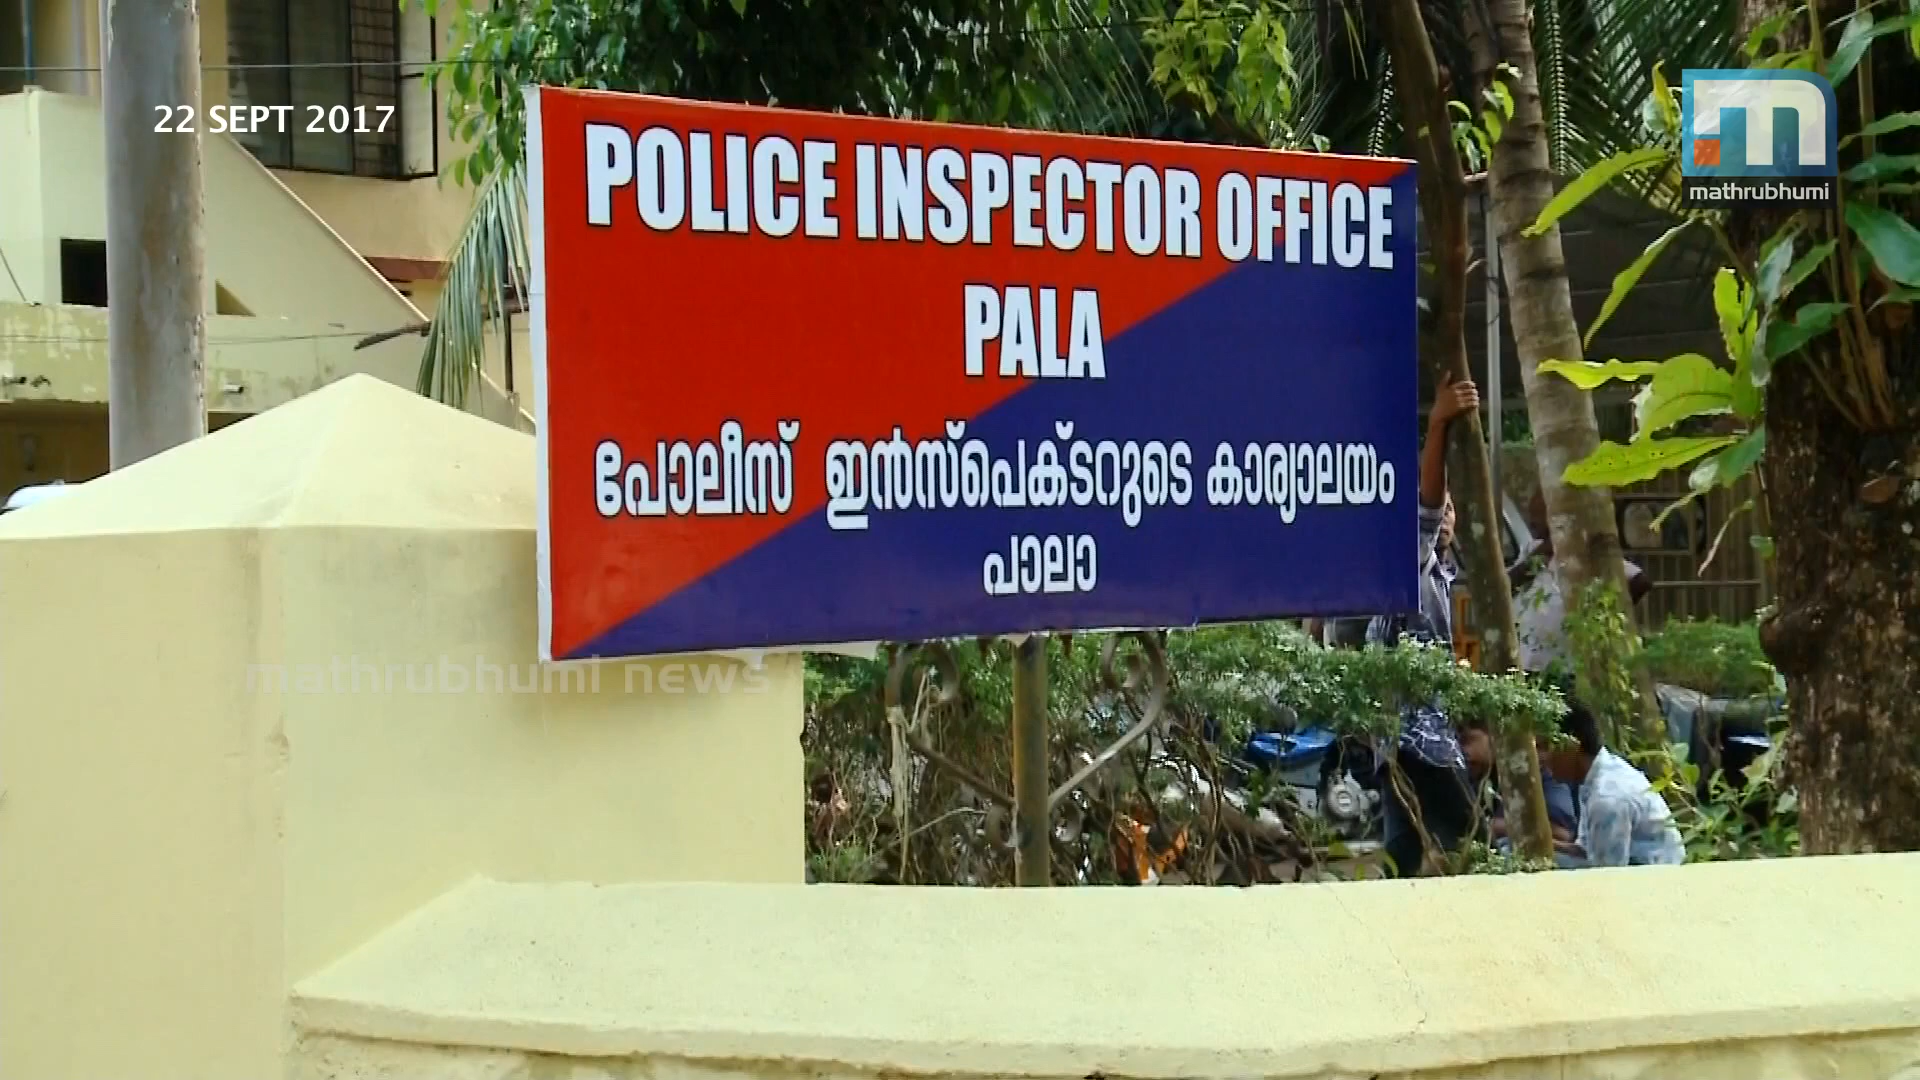 22 SEPT 2017
mathrubhumi
POLICE INSPECTOR OFFICE
PALA
പോലീസ് ഇൻസ്പെക്ടറുടെ കാര്യാലയം
പാലാ
mathrubhumi news